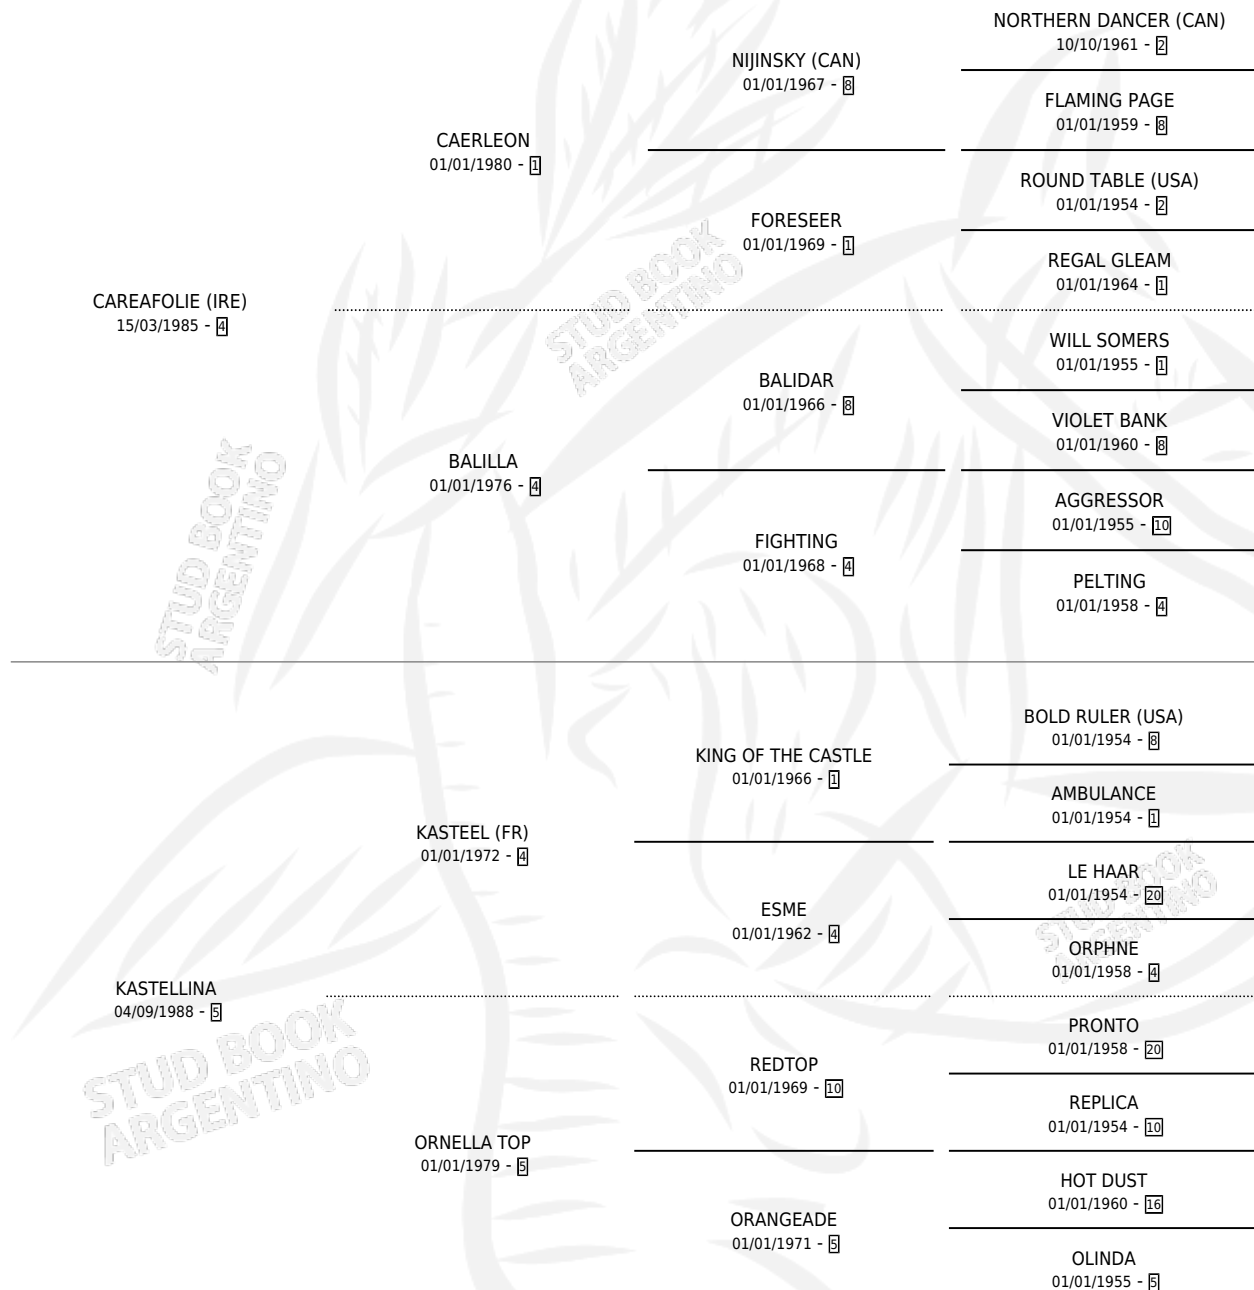 NORTHERN DANCER (CAN)
10/10/1961 - 2
NIJINSKY (CAN)
01/01/1967 - 8
FLAMING PAGE
01/01/1959 - 8
CAERLEON
01/01/1980 - 1
ROUND TABLE (USA)
01/01/1954 - 2
FORESEER
01/01/1969 - 1
REGAL GLEAM
01/01/1964 - 1
CAREAFOLIE (IRE)
15/03/1985 - 4
WILL SOMERS
01/01/1955 - 1
BALIDAR
01/01/1966 - 8
VIOLET BANK
01/01/1960 - 8
BALILLA
01/01/1976 - 4
AGGRESSOR
01/01/1955 - 10
FIGHTING
01/01/1968 - 4
PELTING
01/01/1958 - 4
BOLD RULER (USA)
01/01/1954 - 8
KING OF THE CASTLE
01/01/1966 - 1
AMBULANCE
01/01/1954 - 1
KASTEEL (FR)
01/01/1972 - 4
LE HAAR
01/01/1954 - 20
ESME
01/01/1962 - 4
ORPHNE
01/01/1958 - 4
KASTELLINA
04/09/1988 - 5
PRONTO
01/01/1958 - 20
REDTOP
01/01/1969 - 10
REPLICA
01/01/1954 - 10
ORNELLA TOP
01/01/1979 - 5
HOT DUST
01/01/1960 - 16
ORANGEADE
01/01/1971 - 5
OLINDA
01/01/1955 - 5
STUD BOOK
ARGENTINO
STUD BOOK
ARGENTINO
STUD BOOK
ARGENTINO
STUD BOOK
ARGENTINO